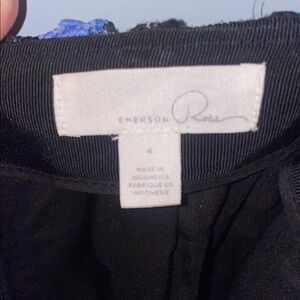 EMERSON Rose
4
MADE IN
INDONESIA
FABRIQUÉ EN
INDONÉSIE